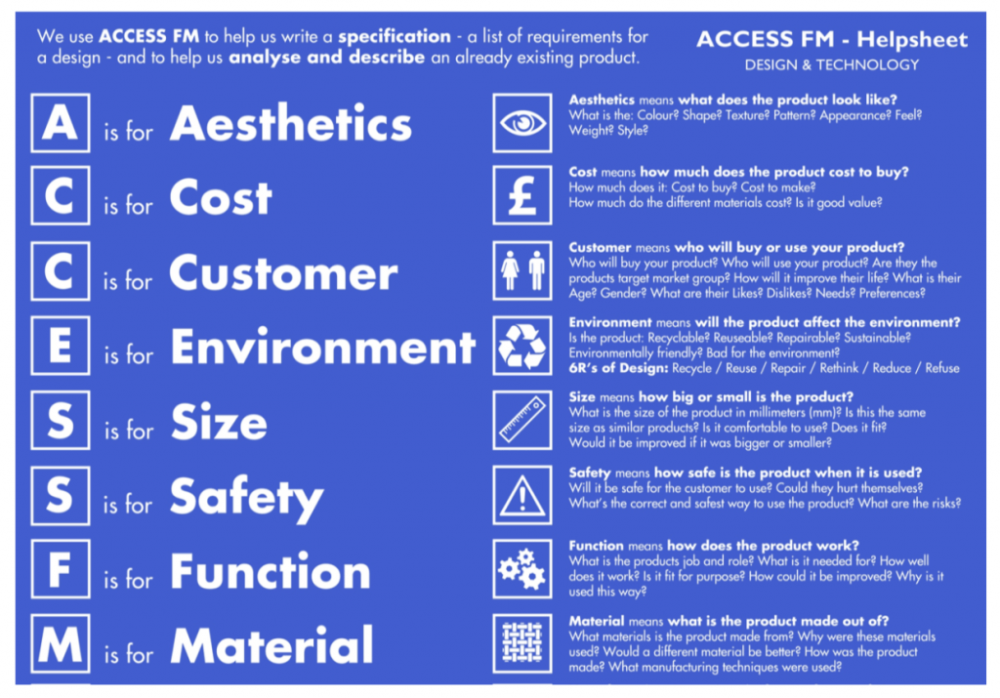 We use ACCESS FM to help us write a specification - a list of requirements for
a design - and to help us analyse and describe an already existing product.
ACCESS FM - Helpsheet
DESIGN & TECHNOLOGY
A is for Aesthetics
Aesthetics means what does the product look like?
What is the: Colour? Shape? Texture? Pattern? Appearance? Feel?
Weight? Style?
C is for Cost
£
Cost means how much does the product cost to buy?
How much does it: Cost to buy? Cost to make?
How much do the different materials cost? Is it good value?
C is for Customer
Customer means who will buy or use your product?
Who will buy your product? Who will use your product? Are they the
products target market group? How will it improve their life? What is their
Age? Gender? What are their Likes? Dislikes? Needs? Preferences?
E is for Environment
Environment means will the product affect the environment?
Is the product: Recyclable? Reuseable? Repairable? Sustainable?
Environmentally friendly? Bad for the environment?
6R's of Design: Recycle / Reuse / Repair / Rethink / Reduce / Refuse
S is for Size
Size means how big or small is the product?
What is the size of the product in millimeters (mm)? Is this the same
size as similar products? Is it comfortable to use? Does it fit?
Would it be improved if it was bigger or smaller?
S is for Safety
Safety means how safe is the product when it is used?
Will it be safe for the customer to use? Could they hurt themselves?
What's the correct and safest way to use the product? What are the risks?
F is for Function
Function means how does the product work?
What is the products job and role? What is it needed for? How well
does it work? Is it fit for purpose? How could it be improved? Why is it
used this way?
M is for Material
Material means what is the product made out of?
What materials is the product made from? Why were these materials
used? Would a different material be better? How was the product
made? What manufacturing techniques were used?